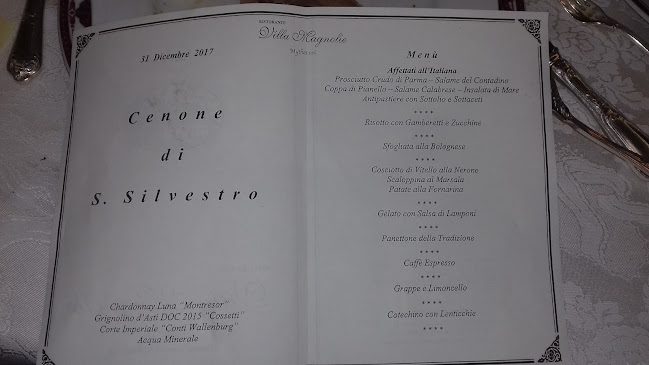 31 Dicembre 2017
Cenone
di
S. Silvestro
Chardonnay Luna "Montresor"
Grignolino d'Asti DOC 2015 "Cossetti"
Corte Imperiale "Conti Wallenburg"
Acqua Minerale
RISTORANTE
Villa Magnolie
Menù
Affettati all'Italiana
Prosciutto Crudo di Parma – Salame del Contadino
Coppa di Pianello – Salame Calabrese – Insalata di Mare
Antipastiere con Sottolio e Sottaceti
****
Risotto con Gamberetti e Zucchine
****
Sfogliata alla Bolognese
****
Cosciotto di Vitello alla Nerone
Scaloppina al Marsala
Patate alla Fornarina
****
Gelato con Salsa di Lamponi
****
Panettone della Tradizione
****
Caffè Espresso
****
Grappe e Limoncello
****
Cotechino con Lenticchie
****